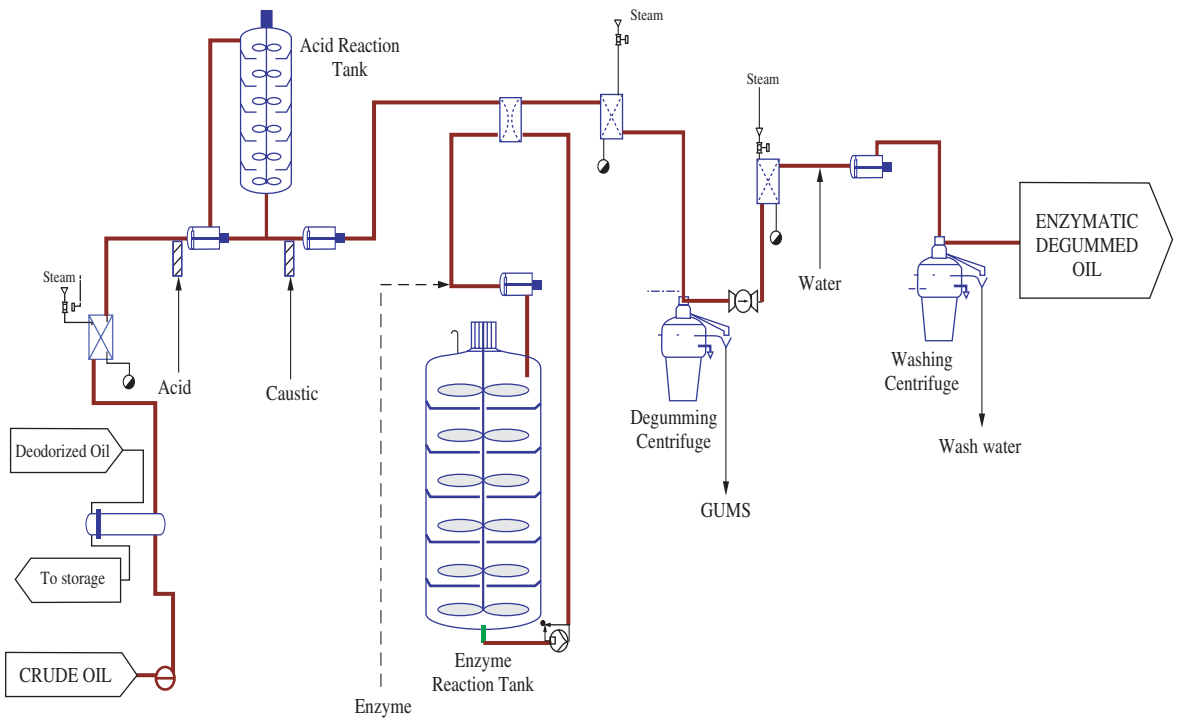 Steam
Acid Reaction
Tank
Steam
ENZYMATIC
DEGUMMED
OIL
Steam
Water
Acid
Caustic
Washing
Centrifuge
Degumming
Centrifuge
Deodorized Oil
Wash water
GUMS
To storage
CRUDE OIL
Enzyme
Reaction Tank
Enzyme